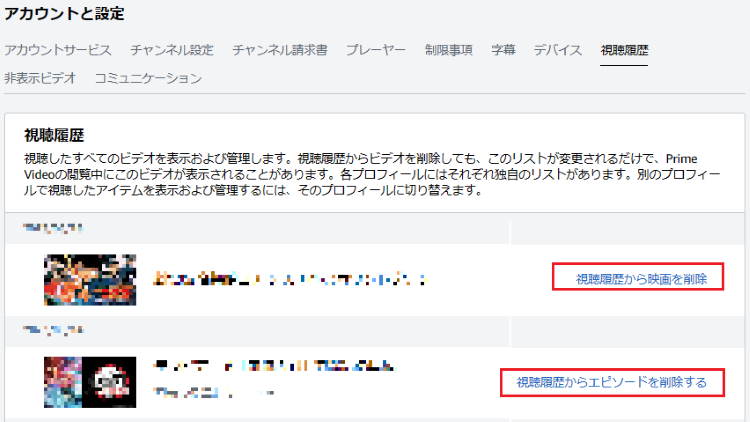 アカウントと設定
アカウントサービス チャンネル設定 チャンネル請求書 プレーヤー 制限事項 字幕 デバイス 視聴履歴
非表示ビデオ コミュニケーション
視聴履歴
視聴したすべてのビデオを表示および管理します。視聴履歴からビデオを削除しても、このリストが変更されるだけで、Prime
Videoの閲覧中にこのビデオが表示されることがあります。各プロフィールにはそれぞれ独自のリストがあります。別のプロフィー
ルで視聴したアイテムを表示および管理するには、そのプロフィールに切り替えます。
視聴履歴から映画を削除
視聴履歴からエピソードを削除する